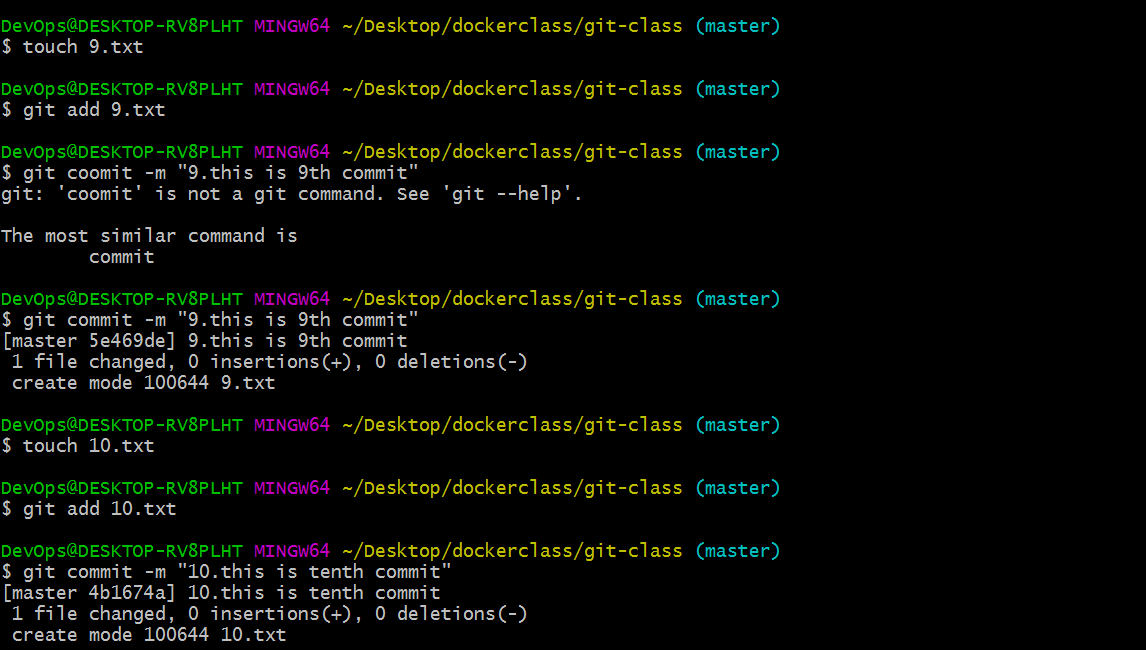 DevOps@DESKTOP-RV8PLHT MINGW64 ~/Desktop/dockerclass/git-class (master)
$ touch 9.txt
DevOps@DESKTOP-RV8PLHT MINGW64 ~/Desktop/dockerclass/git-class (master)
$ git add 9.txt
DevOps@DESKTOP-RV8PLHT MINGW64 ~/Desktop/dockerclass/git-class (master)
$ git coomit -m "9.this is 9th commit"
git: 'coomit' is not a git command. See 'git --help'.
The most similar command is
        commit
DevOps@DESKTOP-RV8PLHT MINGW64 ~/Desktop/dockerclass/git-class (master)
$ git commit -m "9.this is 9th commit"
[master 5e469de] 9.this is 9th commit
 1 file changed, 0 insertions(+), 0 deletions(-)
 create mode 100644 9.txt
DevOps@DESKTOP-RV8PLHT MINGW64 ~/Desktop/dockerclass/git-class (master)
$ touch 10.txt
DevOps@DESKTOP-RV8PLHT MINGW64 ~/Desktop/dockerclass/git-class (master)
$ git add 10.txt
DevOps@DESKTOP-RV8PLHT MINGW64 ~/Desktop/dockerclass/git-class (master)
$ git commit -m "10.this is tenth commit"
[master 4b1674a] 10.this is tenth commit
 1 file changed, 0 insertions(+), 0 deletions(-)
 create mode 100644 10.txt